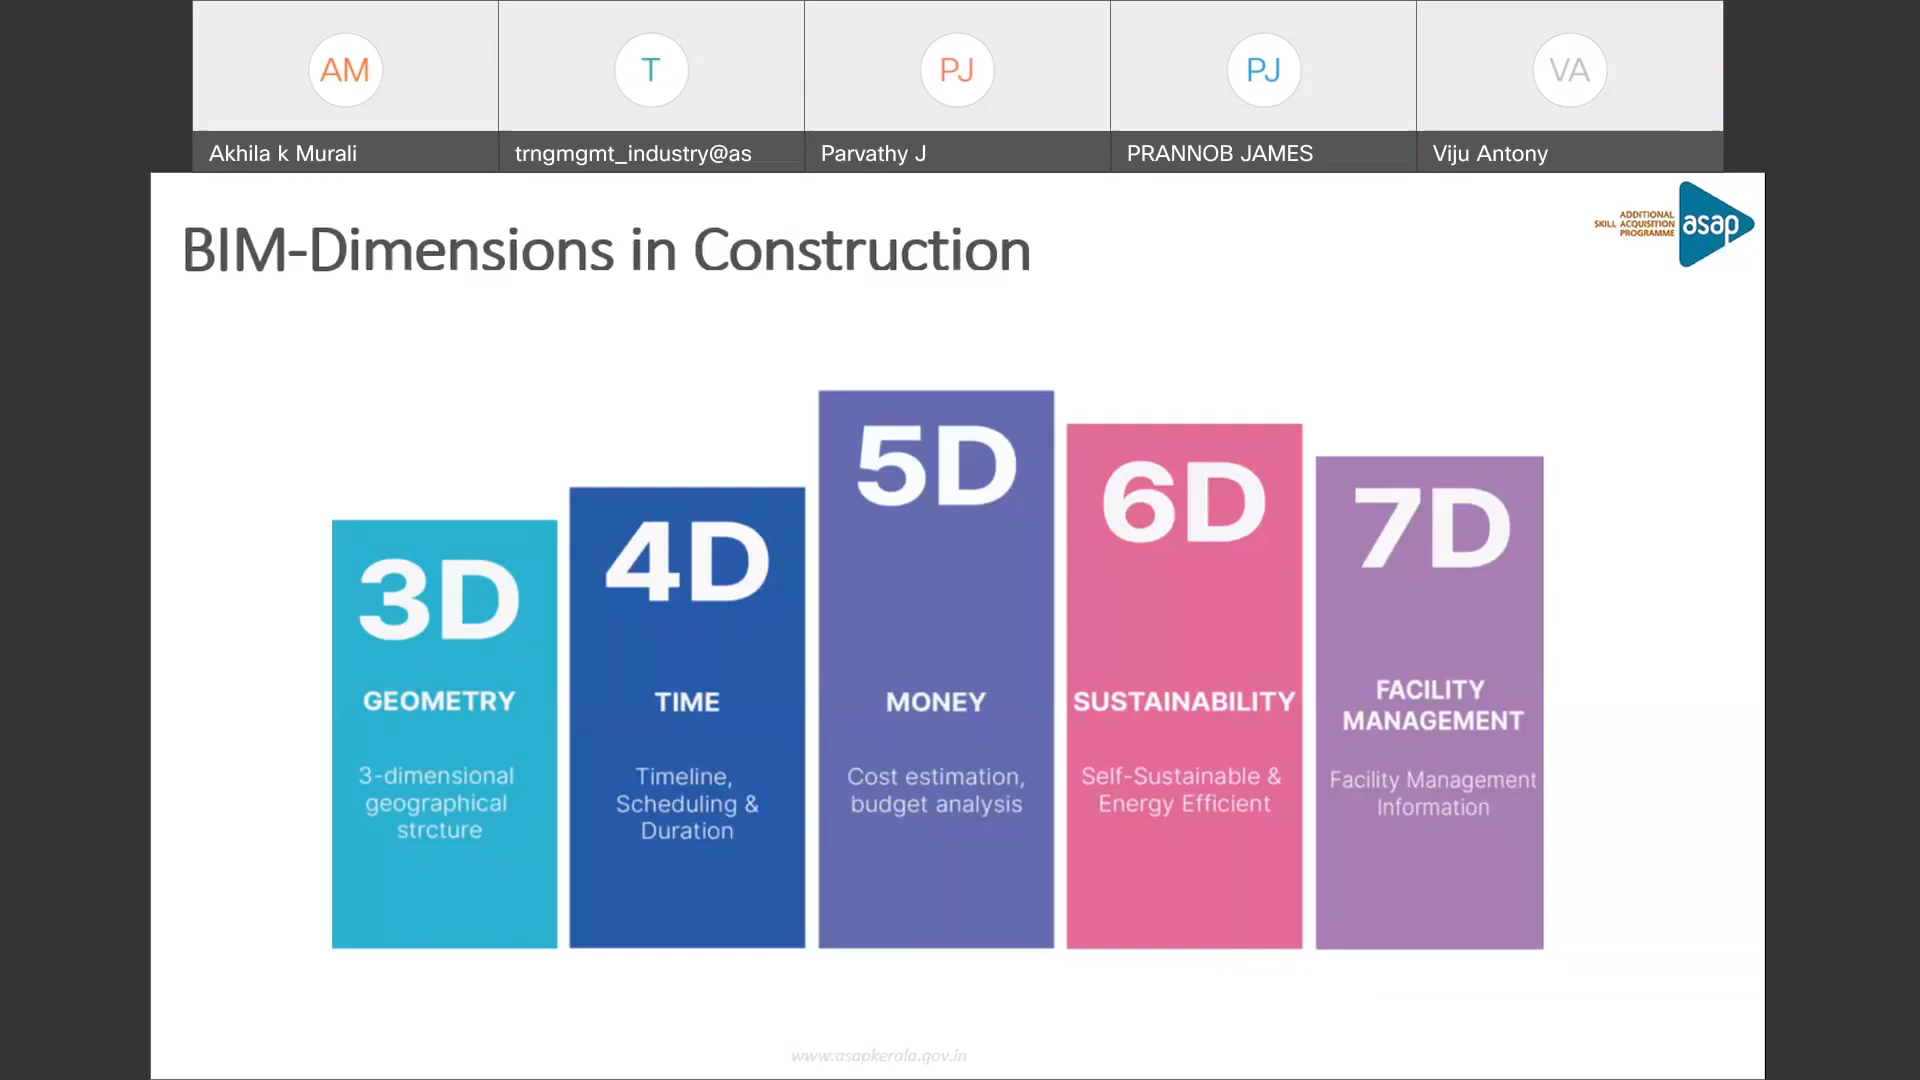 AM
T
PJ
PJ
VA
Akhila k Murali
trngmgmt_industry@as
Parvathy J
PRANNOB JAMES
Viju Antony
BIM-Dimensions in Construction
ADDITIONAL
SKILL ACQUISITION
PROGRAMME
asap
3D
GEOMETRY
3-dimensional
geographical
strcture
4D
TIME
Timeline,
Scheduling &
Duration
5D
MONEY
Cost estimation,
budget analysis
6D
SUSTAINABILITY
Self-Sustainable &
Energy Efficient
7D
FACILITY
MANAGEMENT
Facility Management
Information
www.asapkerala.gov.in